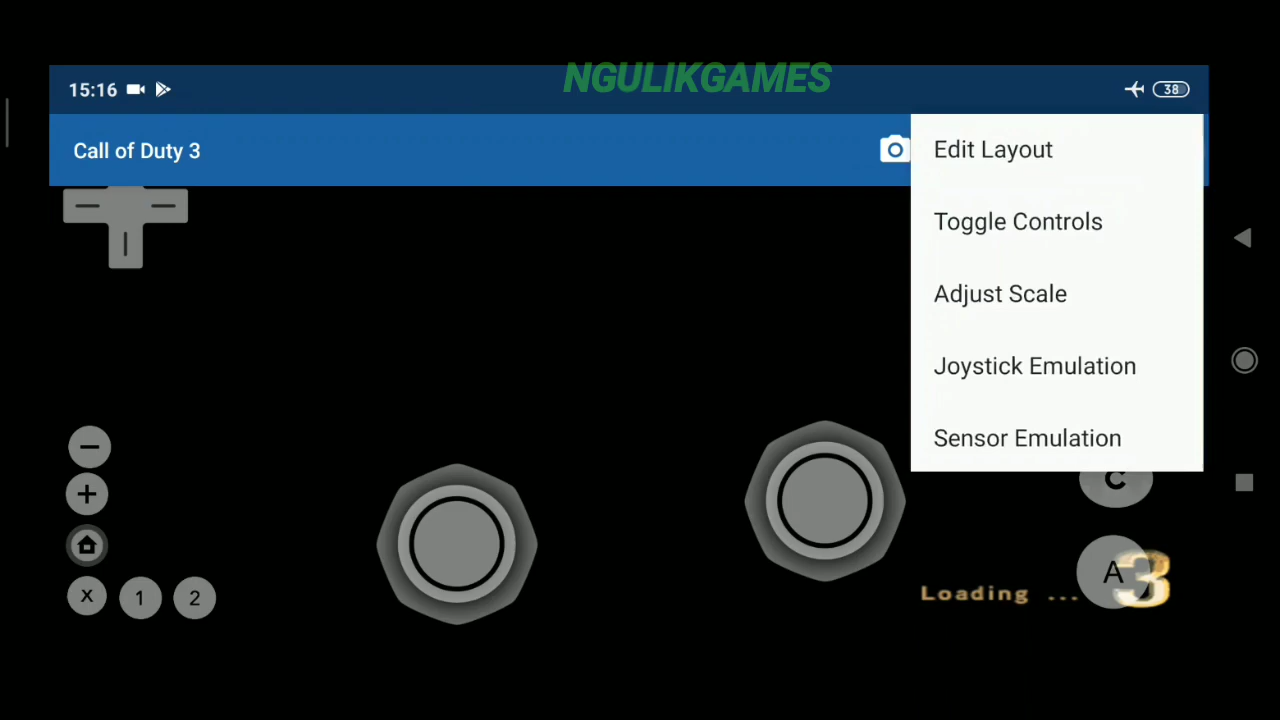 NGULIKGAMES
15:16
38
Call of Duty 3
Edit Layout
Toggle Controls
Adjust Scale
Joystick Emulation
Sensor Emulation
C
A
X 1 2
Loading ... 3